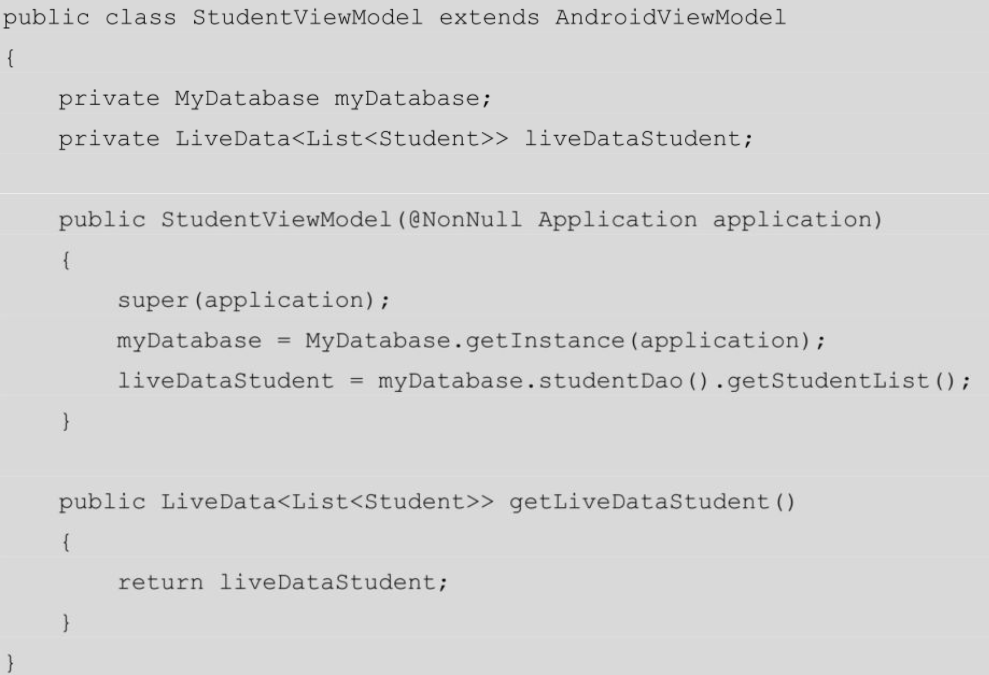 public class StudentViewModel extends AndroidViewModel
{
    private MyDatabase myDatabase;
    private LiveData<List<Student>> liveDataStudent;

    public StudentViewModel(@NonNull Application application)
    {
        super(application);
        myDatabase = MyDatabase.getInstance(application);
        liveDataStudent = myDatabase.studentDao().getStudentList();
    }

    public LiveData<List<Student>> getLiveDataStudent()
    {
        return liveDataStudent;
    }
}